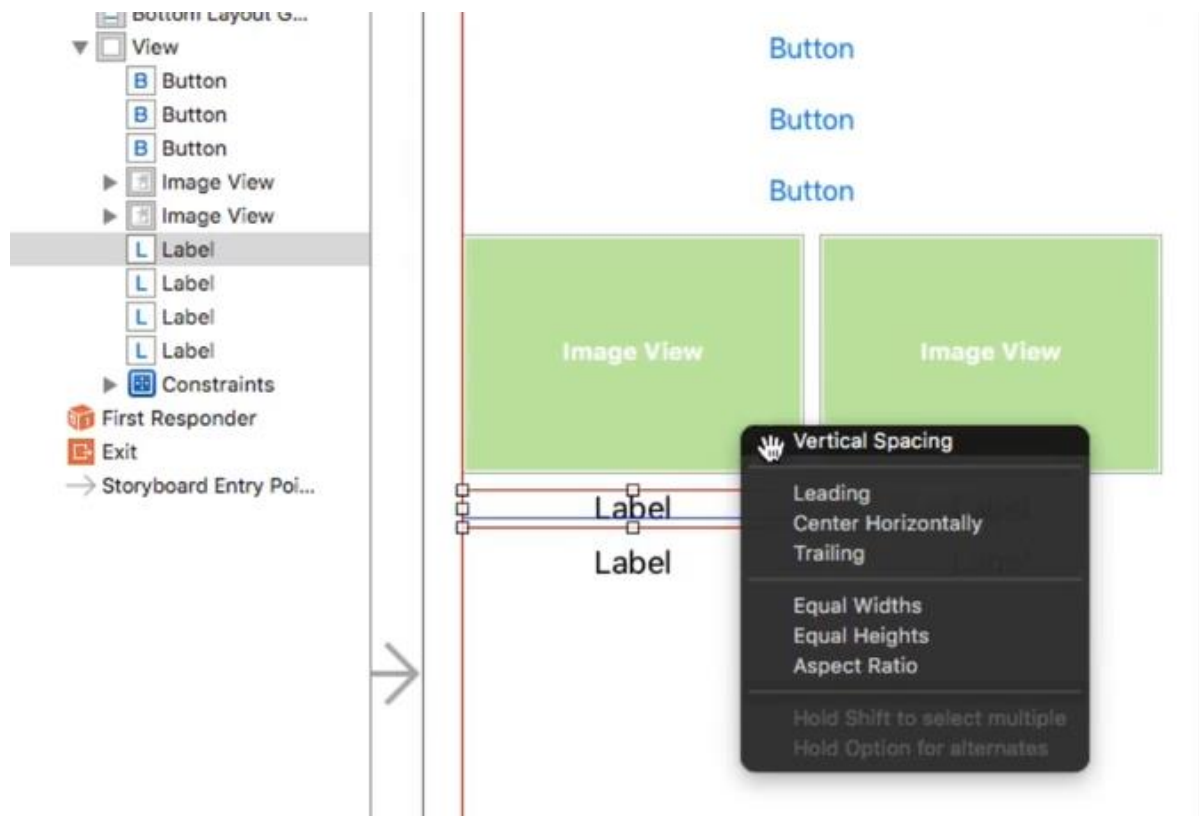 Bottom Layout G...
View
B Button
B Button
B Button
Image View
Image View
L Label
L Label
L Label
L Label
Constraints
First Responder
Exit
Storyboard Entry Poi...
Button
Button
Button
Image View
Image View
Label
Label
Vertical Spacing
Leading
Center Horizontally
Trailing
Equal Widths
Equal Heights
Aspect Ratio
Hold Shift to select multiple
Hold Option for alternates